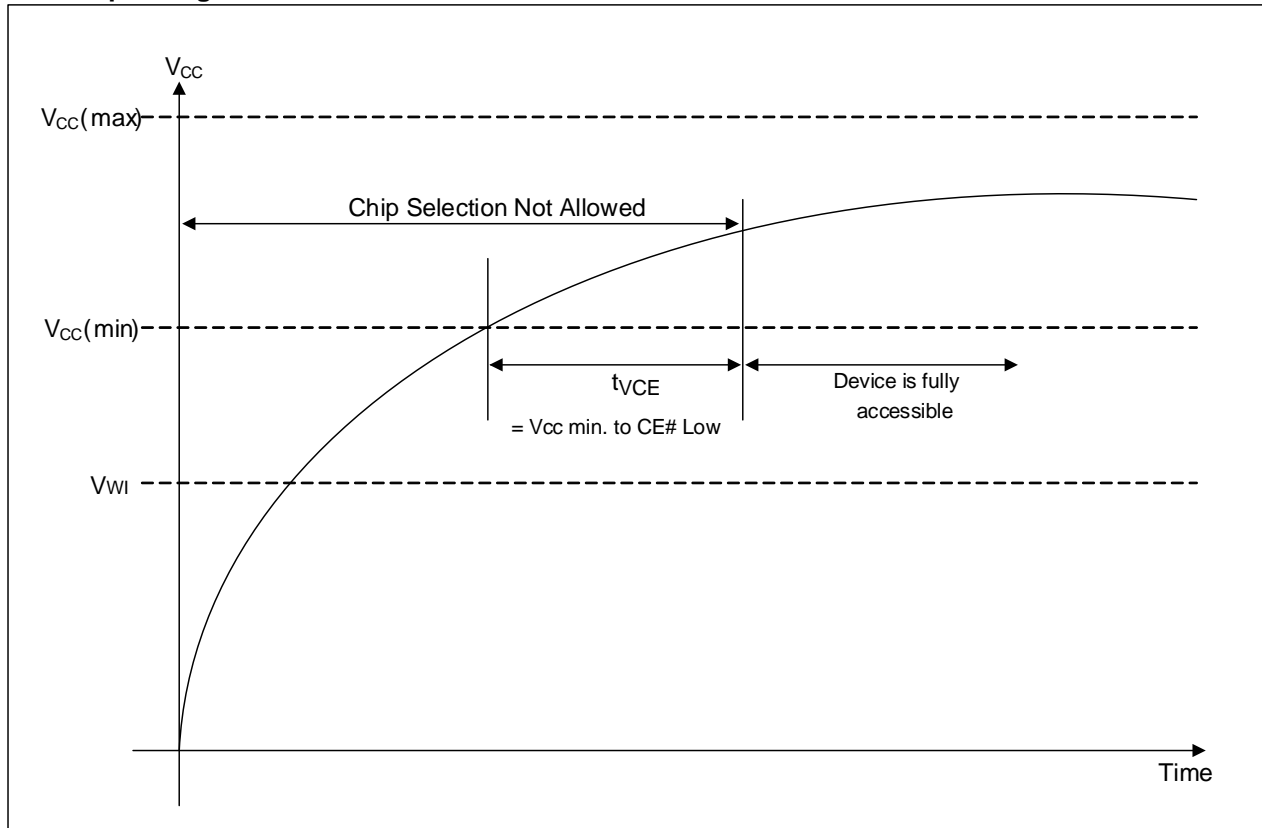 VCC
VCC(max)
Chip Selection Not Allowed
VCC(min)
tVCE
Device is fully
accessible
= Vcc min. to CE# Low
VWI
Time